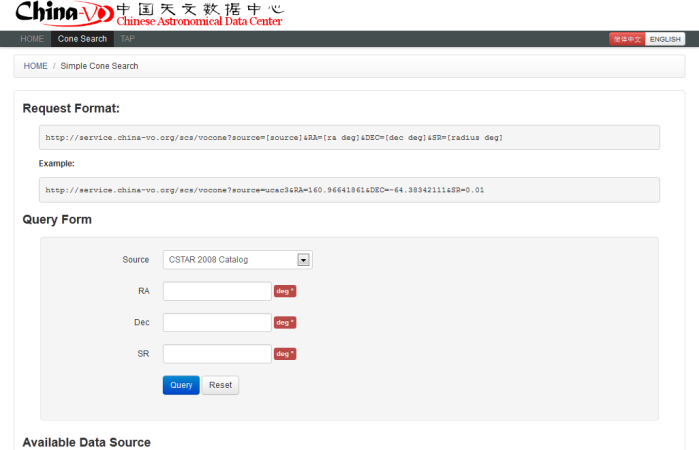 China-VO 中国天文数据中心
Chinese Astronomical Data Center
HOME Cone Search TAP 简体中文 ENGLISH
HOME / Simple Cone Search
Request Format:
http://service.china-vo.org/scs/vocone?source=[source]&RA=[ra deg]&DEC=[dec deg]&SR=[radius deg]
Example:
http://service.china-vo.org/scs/vocone?source=ucac3&RA=160.96641861&DEC=-64.38342111&SR=0.01
Query Form
Source CSTAR 2008 Catalog
RA deg *
Dec deg *
SR deg *
Query Reset
Available Data Source